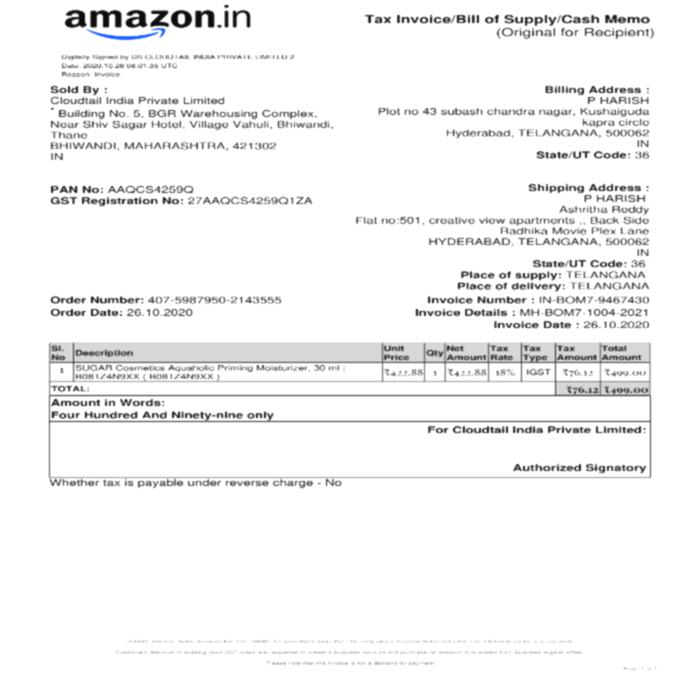 amazon.in
Tax Invoice/Bill of Supply/Cash Memo
(Original for Recipient)
Digitally Signed by DS CLOUDTAIL INDIA PRIVATE LIMITED 2
Date: 2020.10.26 08:01:35 UTC
Reason: Invoice
Sold By :
Cloudtail India Private Limited
* Building No. 5, BGR Warehousing Complex,
Near Shiv Sagar Hotel, Village Vahuli, Bhiwandi,
Thane
BHIWANDI, MAHARASHTRA, 421302
IN
Billing Address :
P HARISH
Plot no 43 subash chandra nagar, Kushaiguda
kapra circle
Hyderabad, TELANGANA, 500062
IN
State/UT Code: 36
PAN No: AAQCS4259Q
GST Registration No: 27AAQCS4259Q1ZA
Shipping Address :
P HARISH
Ashritha Reddy
Flat no:501, creative view apartments ,, Back Side
Radhika Movie Plex Lane
HYDERABAD, TELANGANA, 500062
IN
State/UT Code: 36
Place of supply: TELANGANA
Place of delivery: TELANGANA
Order Number: 407-5987950-2143555
Order Date: 26.10.2020
Invoice Number : IN-BOM7-9467430
Invoice Details : MH-BOM7-1004-2021
Invoice Date : 26.10.2020
Sl. No Description Unit Price Qty Net Amount Tax Rate Tax Type Tax Amount Total Amount
1 SUGAR Cosmetics Aquaholic Priming Moisturizer, 30 ml | ₹422.88 1 ₹422.88 18% IGST ₹76.12 ₹499.00
B081Z4N9XX ( B081Z4N9XX )
TOTAL: ₹76.12 ₹499.00
Amount in Words:
Four Hundred And Ninety-nine only
For Cloudtail India Private Limited:
Authorized Signatory
Whether tax is payable under reverse charge - No
Please note that this invoice is not a demand for payment